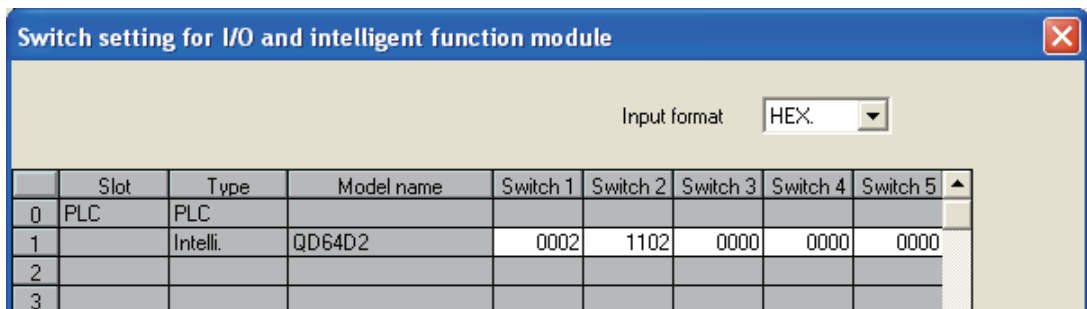 Switch setting for I/O and intelligent function module
Input format HEX.
Slot Type Model name Switch 1 Switch 2 Switch 3 Switch 4 Switch 5
0 PLC PLC
1 Intelli. QD64D2 0002 1102 0000 0000 0000
2
3